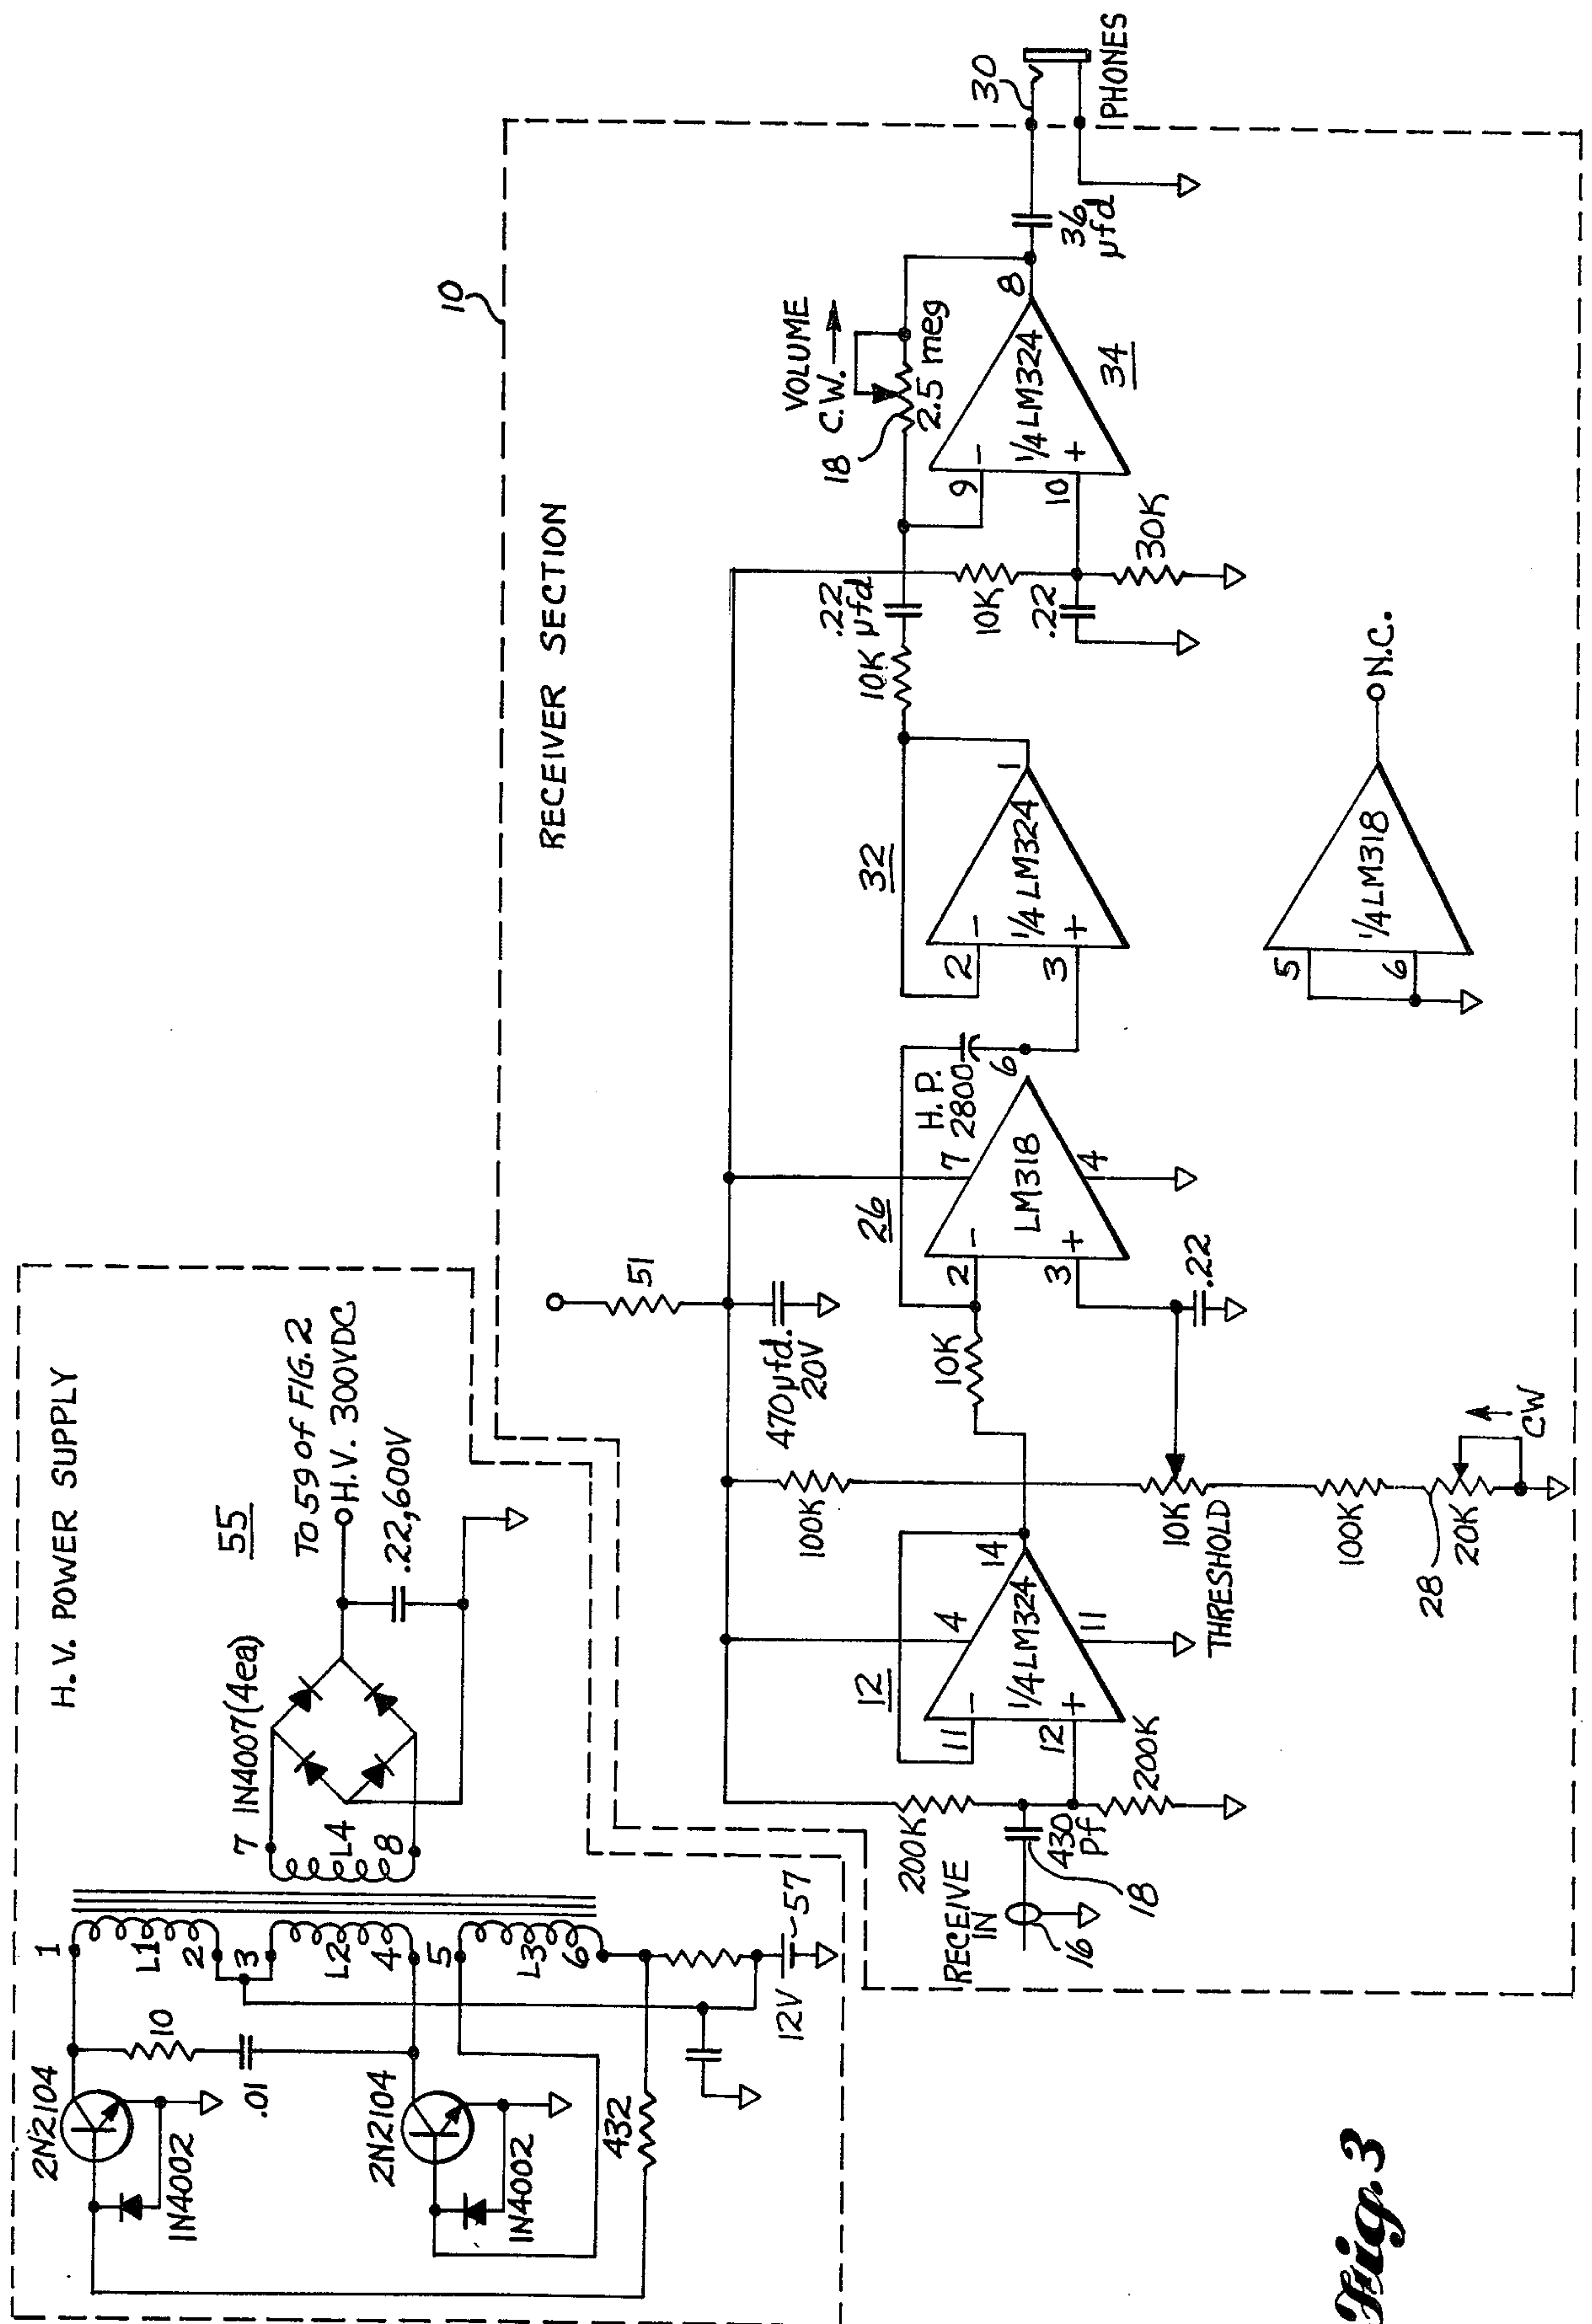 H.V. POWER SUPPLY
2N2104
1N4002
10
.01
2N2104
1N4002
432
1
L1
2
3
L2
4
5
L3
6
12V
57
7
L4
8
1N4007(4ea)
55
TO 59 of FIG. 2
H.V. 300VDC
.22,600V
10
RECEIVER SECTION
51
470µfd.
20V
RECEIVE
IN
16
18
430
pf
200K
200K
12
11
12
4
11
14
1/4LM324
-
+
100K
10K
THRESHOLD
100K
28
20K
CW
10K
26
2
3
7
4
6
LM318
-
+
.22
H.P.
2800
32
2
3
1
1/4LM324
-
+
10K
.22
µfd
10K
.22
30K
9
10
8
1/4LM324
-
+
34
VOLUME
C.W.
18
2.5 meg
36
µfd
30
PHONES
5
6
1/4LM318
N.C.
Fig. 3